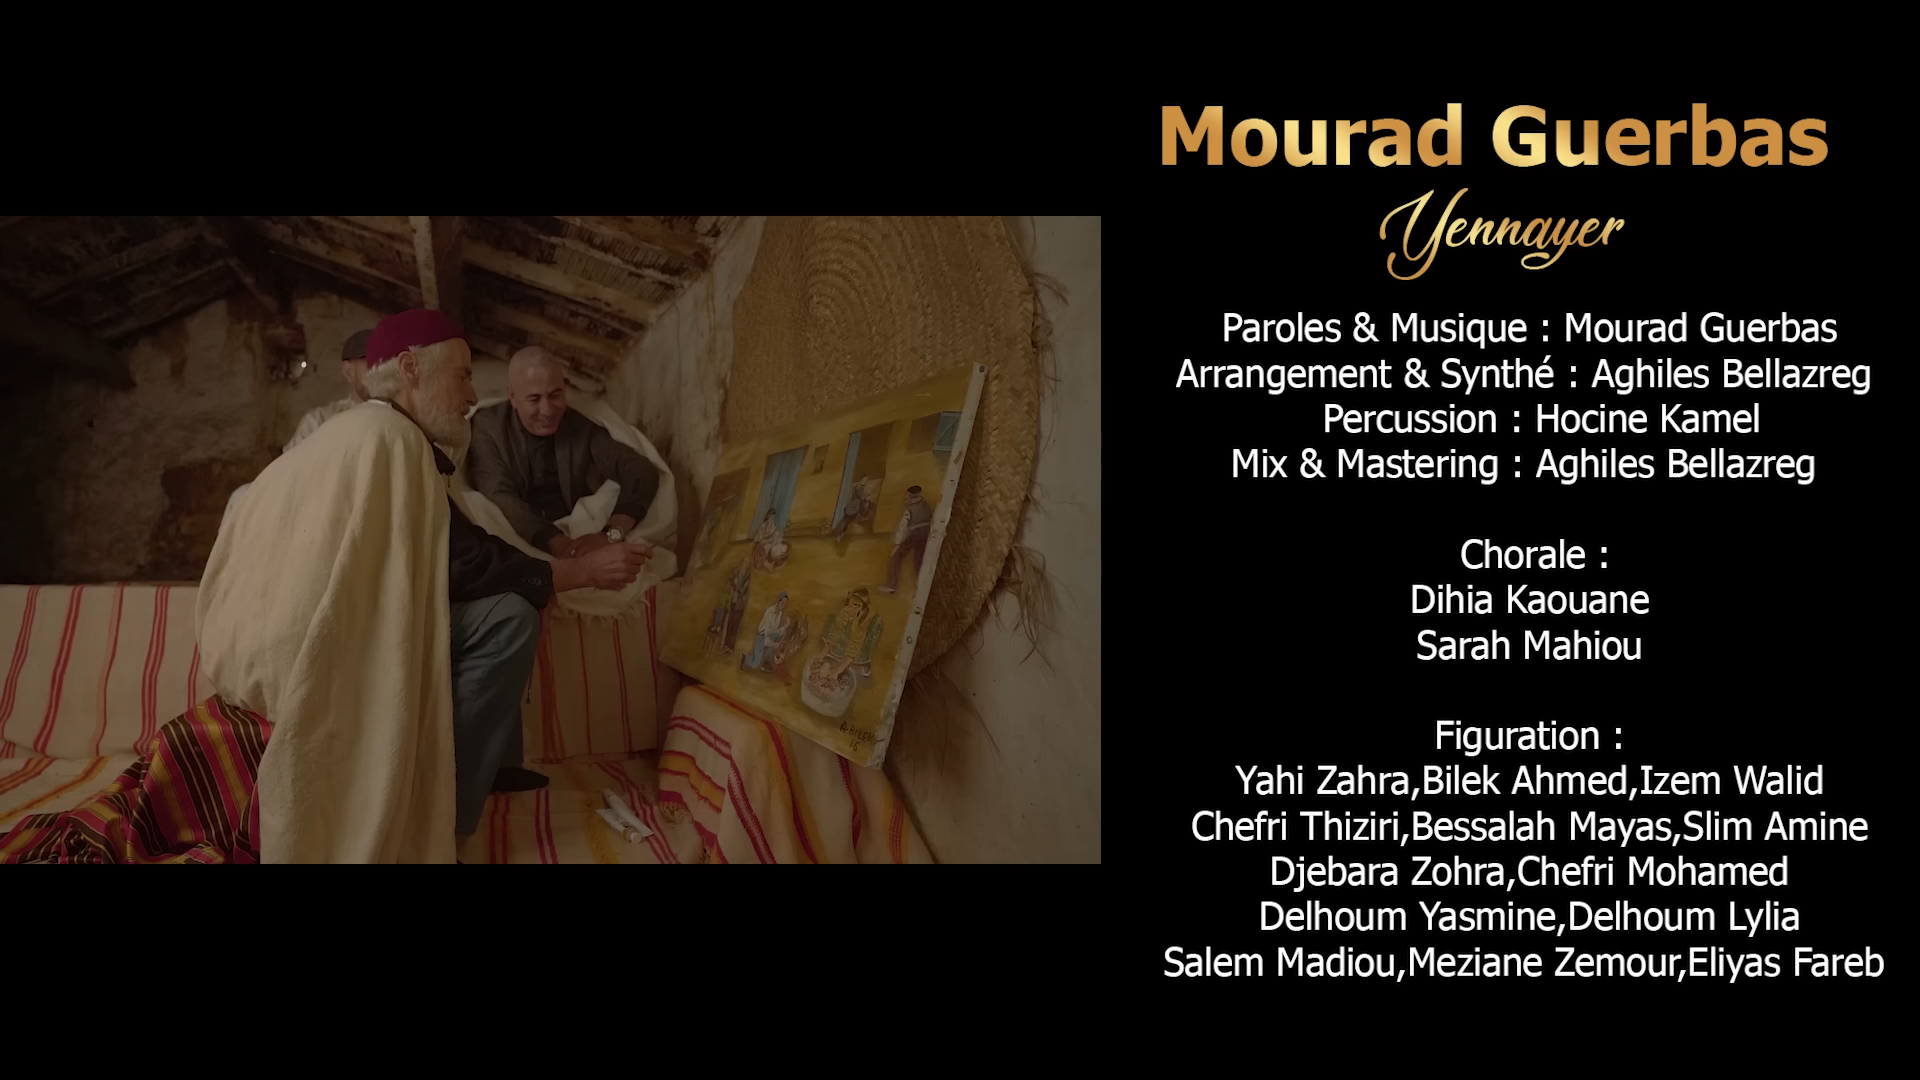 Mourad Guerbas
Yennayer
Paroles & Musique : Mourad Guerbas
Arrangement & Synthé : Aghiles Bellazreg
Percussion : Hocine Kamel
Mix & Mastering : Aghiles Bellazreg
Chorale :
Dihia Kaouane
Sarah Mahiou
Figuration :
Yahi Zahra,Bilek Ahmed,Izem Walid
Chefri Thiziri,Bessalah Mayas,Slim Amine
Djebara Zohra,Chefri Mohamed
Delhoum Yasmine,Delhoum Lylia
Salem Madiou,Meziane Zemour,Eliyas Fareb